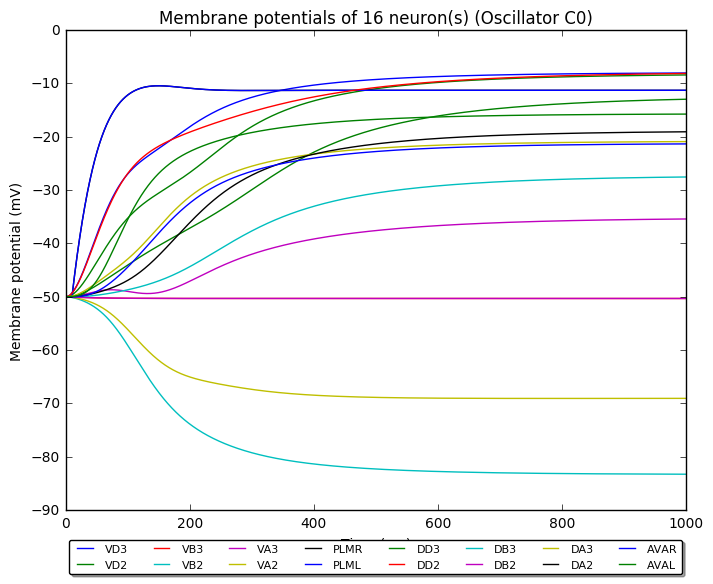 Membrane potentials of 16 neuron(s) (Oscillator C0)
Membrane potential (mV)
0
−10
−20
−30
−40
−50
−60
−70
−80
−90
0 200 400 600 800 1000
VD3 VB3 VA3 PLMR DD3 DB3 DA3 AVAR
VD2 VB2 VA2 PLML DD2 DB2 DA2 AVAL